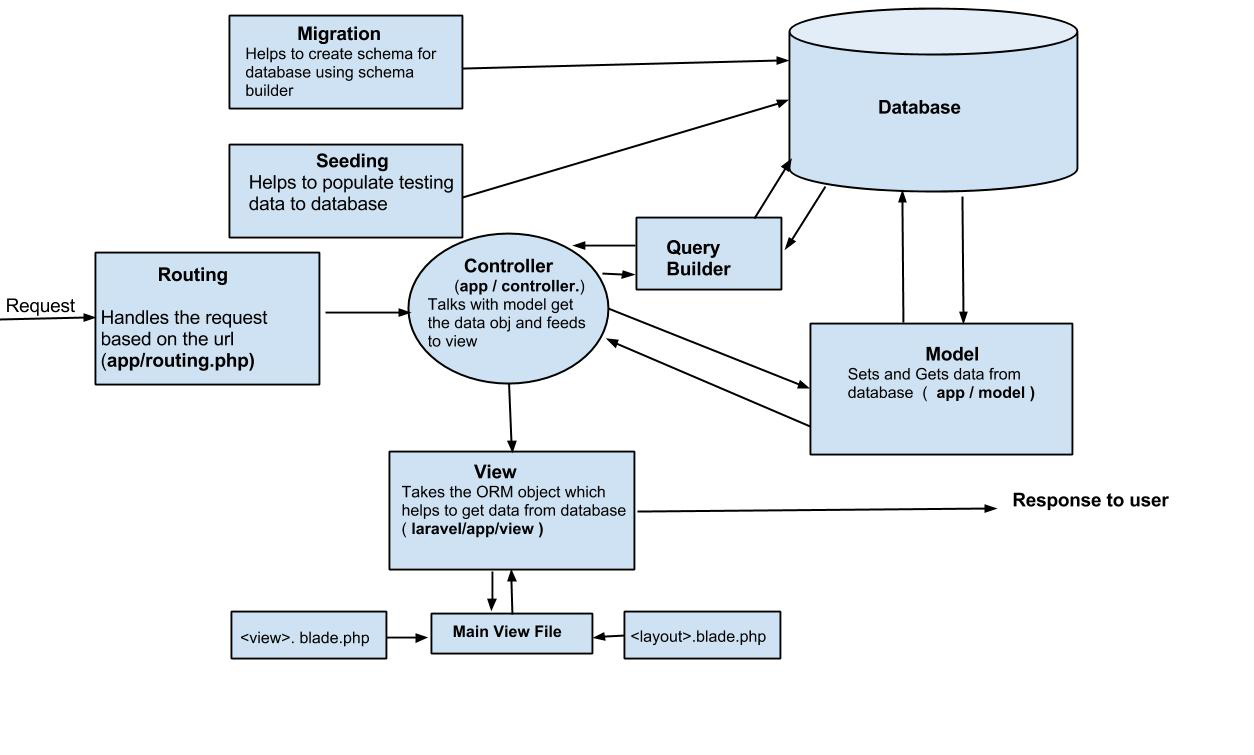 Migration
Helps to create schema for
database using schema
builder
Database
Seeding
Helps to populate testing
data to database
Query
Builder
Request
Routing
Handles the request
based on the url
(app/routing.php)
Controller
(app / controller.)
Talks with model get
the data obj and feeds
to view
Model
Sets and Gets data from
database ( app / model )
View
Takes the ORM object which
helps to get data from database
( laravel/app/view )
Response to user
<view>. blade.php
Main View File
<layout>.blade.php